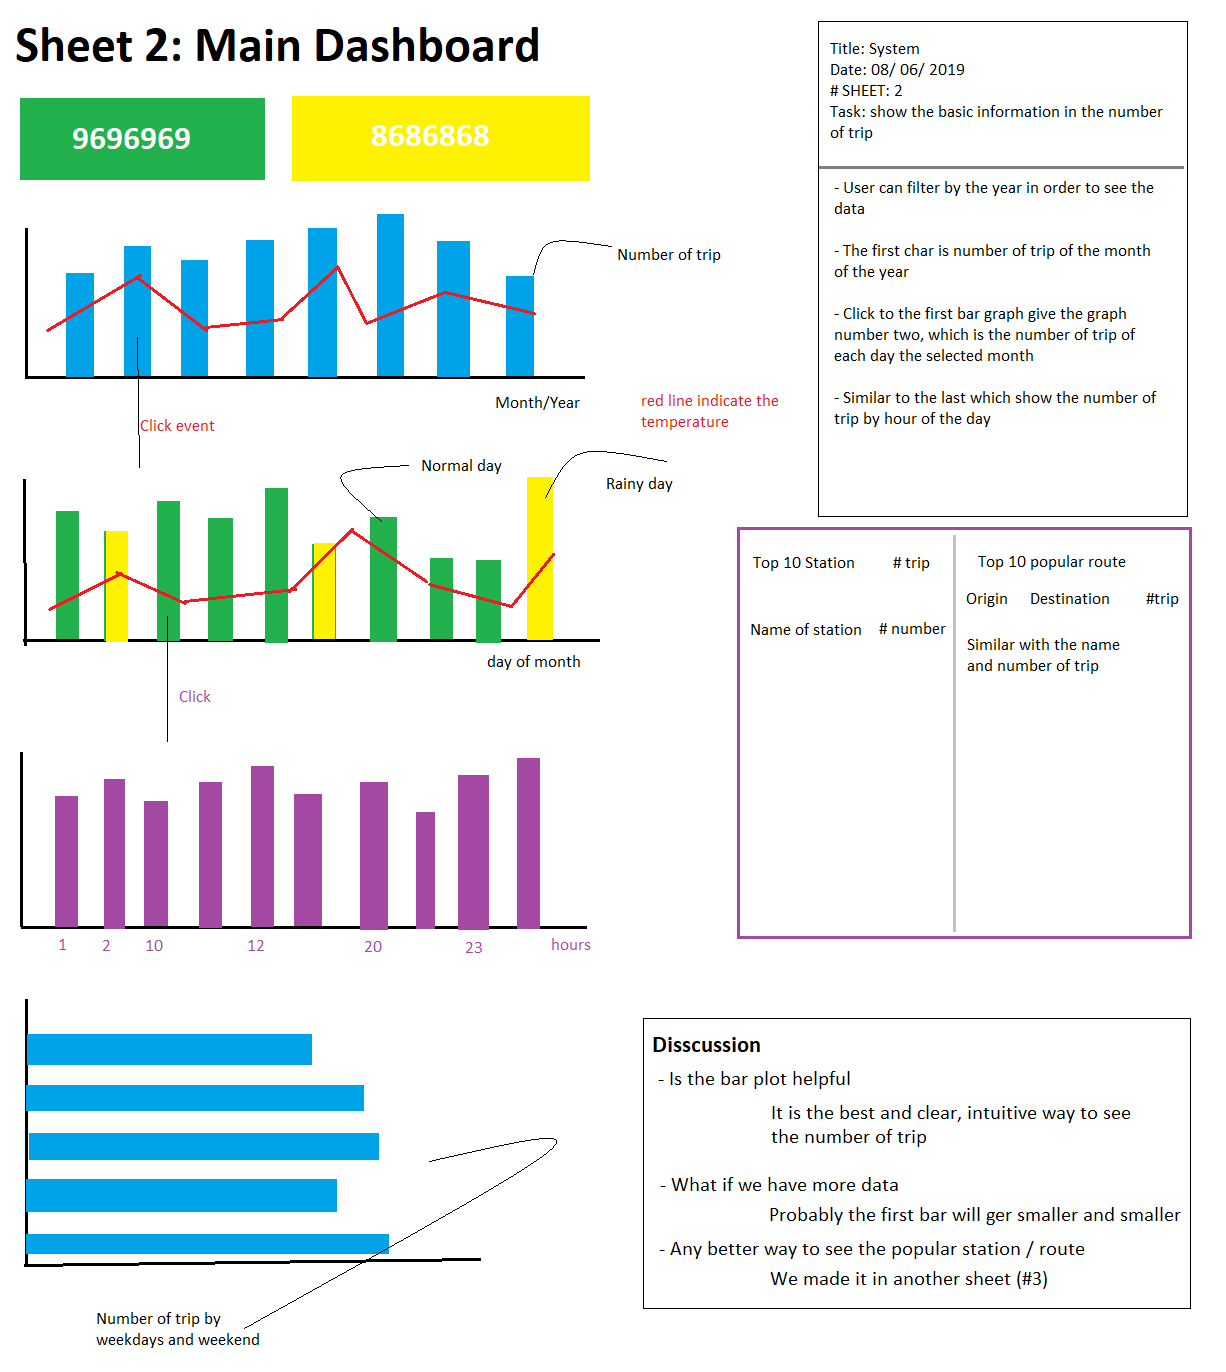 Sheet 2: Main Dashboard
9696969
8686868
Title: System
Date: 08/ 06/ 2019
# SHEET: 2
Task: show the basic information in the number
of trip
- User can filter by the year in order to see the
data
- The first char is number of trip of the month
of the year
- Click to the first bar graph give the graph
number two, which is the number of trip of
each day the selected month
- Similar to the last which show the number of
trip by hour of the day
Number of trip
Month/Year
red line indicate the
temperature
Click event
Normal day
Rainy day
day of month
Click
1 2 10 12 20 23 hours
Top 10 Station # trip
Name of station # number
Top 10 popular route
Origin Destination #trip
Similar with the name
and number of trip
Number of trip by
weekdays and weekend
Disscussion
- Is the bar plot helpful
It is the best and clear, intuitive way to see
the number of trip
- What if we have more data
Probably the first bar will ger smaller and smaller
- Any better way to see the popular station / route
We made it in another sheet (#3)